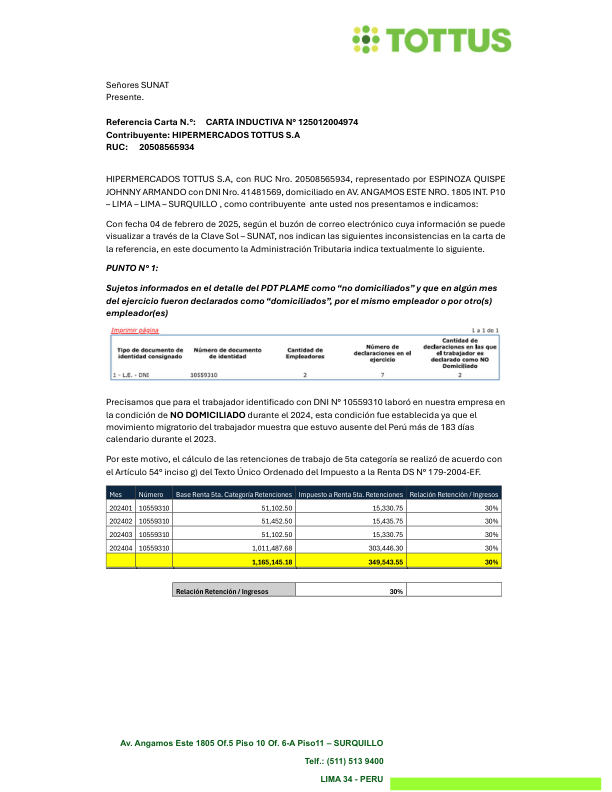 TOTTUS
Señores SUNAT
Presente.
Referencia Carta N.º: CARTA INDUCTIVA Nº 125012004974
Contribuyente: HIPERMERCADOS TOTTUS S.A
RUC: 20508565934
HIPERMERCADOS TOTTUS S.A, con RUC Nro. 20508565934, representado por ESPINOZA QUISPE
JOHNNY ARMANDO con DNI Nro. 41481569, domiciliado en AV. ANGAMOS ESTE NRO. 1805 INT. P10
– LIMA – LIMA – SURQUILLO , como contribuyente ante usted nos presentamos e indicamos:
Con fecha 04 de febrero de 2025, según el buzón de correo electrónico cuya información se puede
visualizar a través de la Clave Sol – SUNAT, nos indican las siguientes inconsistencias en la carta de
la referencia, en este documento la Administración Tributaria indica textualmente lo siguiente.
PUNTO Nº 1:
Sujetos informados en el detalle del PDT PLAME como “no domiciliados” y que en algún mes
del ejercicio fueron declarados como “domiciliados”, por el mismo empleador o por otro(s)
empleador(es)
Imprimir página 1 a 1 de 1
Tipo de documento de identidad consignado Número de documento de identidad Cantidad de Empleadores Número de declaraciones en el ejercicio Cantidad de declaraciones en las que el trabajador es declarado como NO Domiciliado
1 - L.E. - DNI 10559310 2 7 2
Precisamos que para el trabajador identificado con DNI Nº 10559310 laboró en nuestra empresa en
la condición de NO DOMICILIADO durante el 2024, esta condición fue establecida ya que el
movimiento migratorio del trabajador muestra que estuvo ausente del Perú más de 183 días
calendario durante el 2023.
Por este motivo, el cálculo de las retenciones de trabajo de 5ta categoría se realizó de acuerdo con
el Artículo 54° inciso g) del Texto Único Ordenado del Impuesto a la Renta DS Nº 179-2004-EF.
Mes Número Base Renta 5ta. Categoría Retenciones Impuesto a Renta 5ta. Retenciones Relación Retención / Ingresos
202401 10559310 51,102.50 15,330.75 30%
202402 10559310 51,452.50 15,435.75 30%
202403 10559310 51,102.50 15,330.75 30%
202404 10559310 1,011,487.68 303,446.30 30%
1,165,145.18 349,543.55 30%
Relación Retención / Ingresos 30%
Av. Angamos Este 1805 Of.5 Piso 10 Of. 6-A Piso11 – SURQUILLO
Telf.: (511) 513 9400
LIMA 34 - PERU